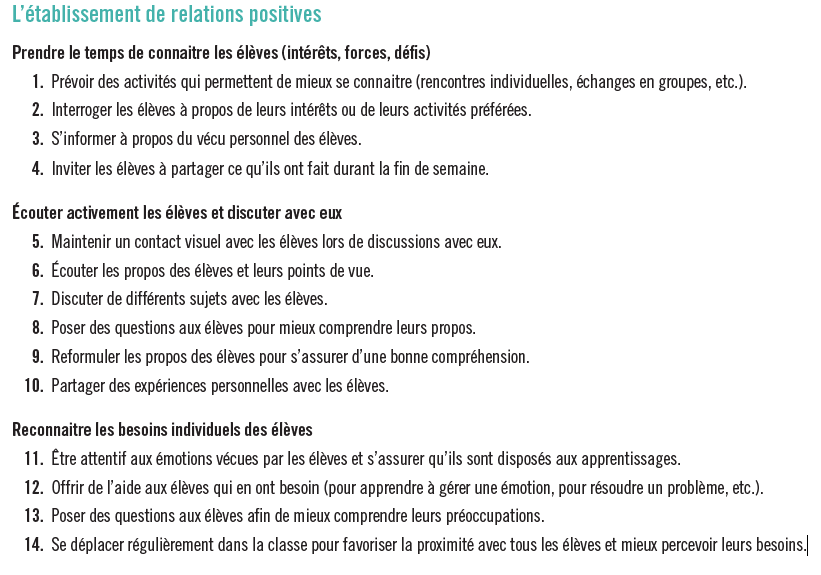 L'établissement de relations positives
Prendre le temps de connaitre les élèves (intérêts, forces, défis)
1. Prévoir des activités qui permettent de mieux se connaitre (rencontres individuelles, échanges en groupes, etc.).
2. Interroger les élèves à propos de leurs intérêts ou de leurs activités préférées.
3. S'informer à propos du vécu personnel des élèves.
4. Inviter les élèves à partager ce qu'ils ont fait durant la fin de semaine.
Écouter activement les élèves et discuter avec eux
5. Maintenir un contact visuel avec les élèves lors de discussions avec eux.
6. Écouter les propos des élèves et leurs points de vue.
7. Discuter de différents sujets avec les élèves.
8. Poser des questions aux élèves pour mieux comprendre leurs propos.
9. Reformuler les propos des élèves pour s'assurer d'une bonne compréhension.
10. Partager des expériences personnelles avec les élèves.
Reconnaitre les besoins individuels des élèves
11. Être attentif aux émotions vécues par les élèves et s'assurer qu'ils sont disposés aux apprentissages.
12. Offrir de l'aide aux élèves qui en ont besoin (pour apprendre à gérer une émotion, pour résoudre un problème, etc.).
13. Poser des questions aux élèves afin de mieux comprendre leurs préoccupations.
14. Se déplacer régulièrement dans la classe pour favoriser la proximité avec tous les élèves et mieux percevoir leurs besoins.